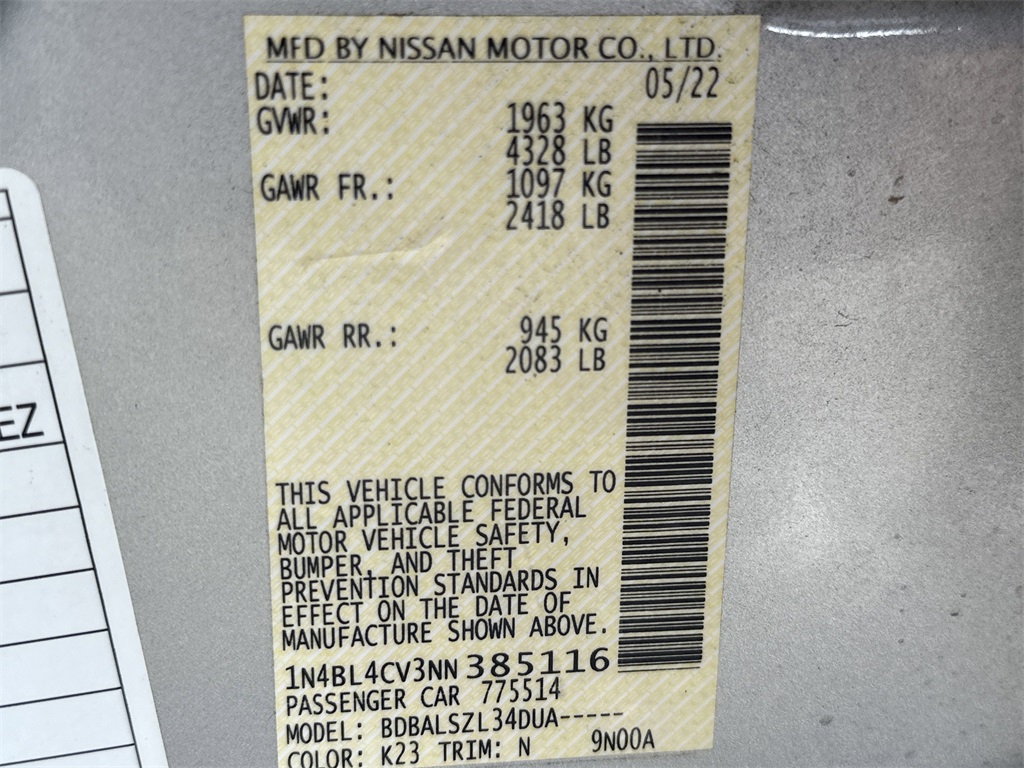 MFD BY NISSAN MOTOR CO., LTD.
DATE: 05/22
GVWR: 1963 KG
4328 LB
GAWR FR.: 1097 KG
2418 LB
GAWR RR.: 945 KG
2083 LB
EZ
THIS VEHICLE CONFORMS TO
ALL APPLICABLE FEDERAL
MOTOR VEHICLE SAFETY,
BUMPER, AND THEFT
PREVENTION STANDARDS IN
EFFECT ON THE DATE OF
MANUFACTURE SHOWN ABOVE.
1N4BL4CV3NN385116
PASSENGER CAR 775514
MODEL: BDBALSZL34DUA-----
COLOR: K23 TRIM: N 9N00A